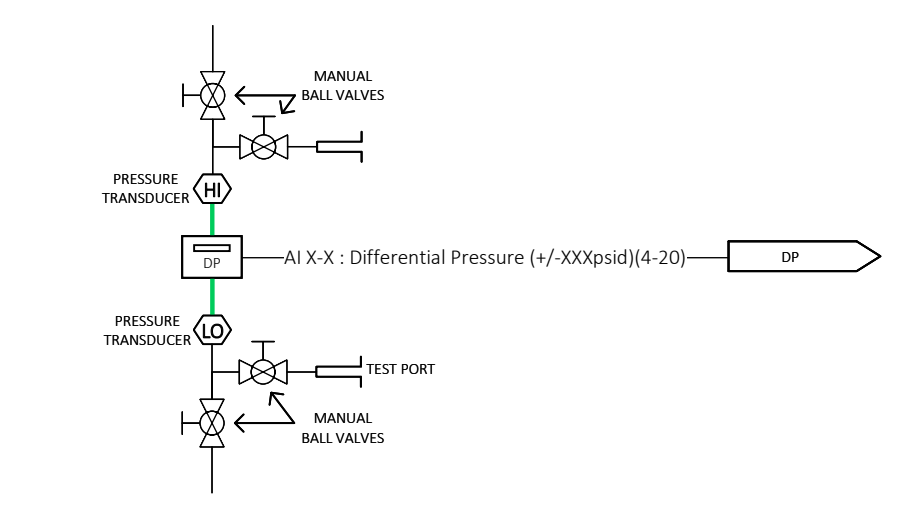 MANUAL
BALL VALVES
PRESSURE
TRANSDUCER
HI
DP
AI X-X : Differential Pressure (+/-XXXpsid)(4-20)
DP
PRESSURE
TRANSDUCER
LO
TEST PORT
MANUAL
BALL VALVES